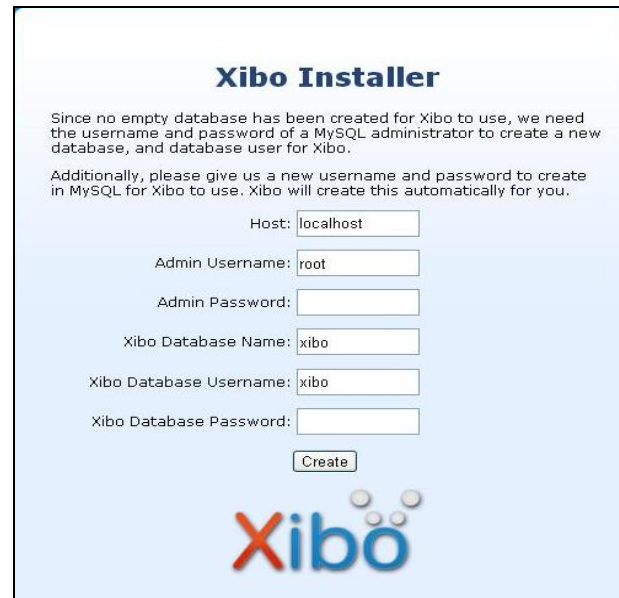 Xibo Installer
Since no empty database has been created for Xibo to use, we need
the username and password of a MySQL administrator to create a new
database, and database user for Xibo.
Additionally, please give us a new username and password to create
in MySQL for Xibo to use. Xibo will create this automatically for you.
Host: localhost
Admin Username: root
Admin Password:
Xibo Database Name: xibo
Xibo Database Username: xibo
Xibo Database Password:
Create
Xibo